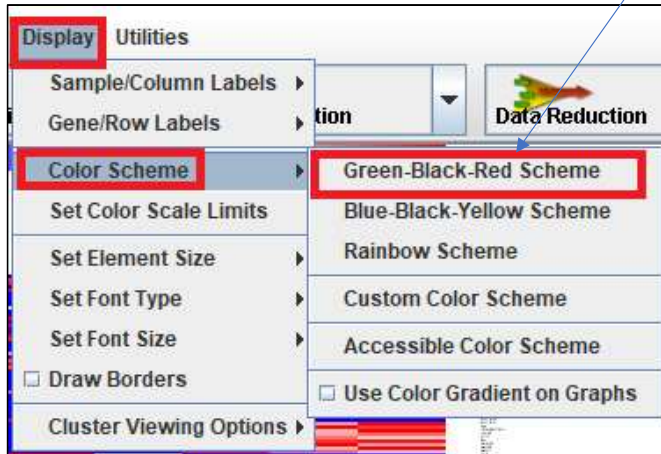 Display Utilities
Sample/Column Labels
Gene/Row Labels
tion
Data Reduction
Color Scheme
Set Color Scale Limits
Set Element Size
Set Font Type
Set Font Size
Draw Borders
Cluster Viewing Options
Green-Black-Red Scheme
Blue-Black-Yellow Scheme
Rainbow Scheme
Custom Color Scheme
Accessible Color Scheme
Use Color Gradient on Graphs